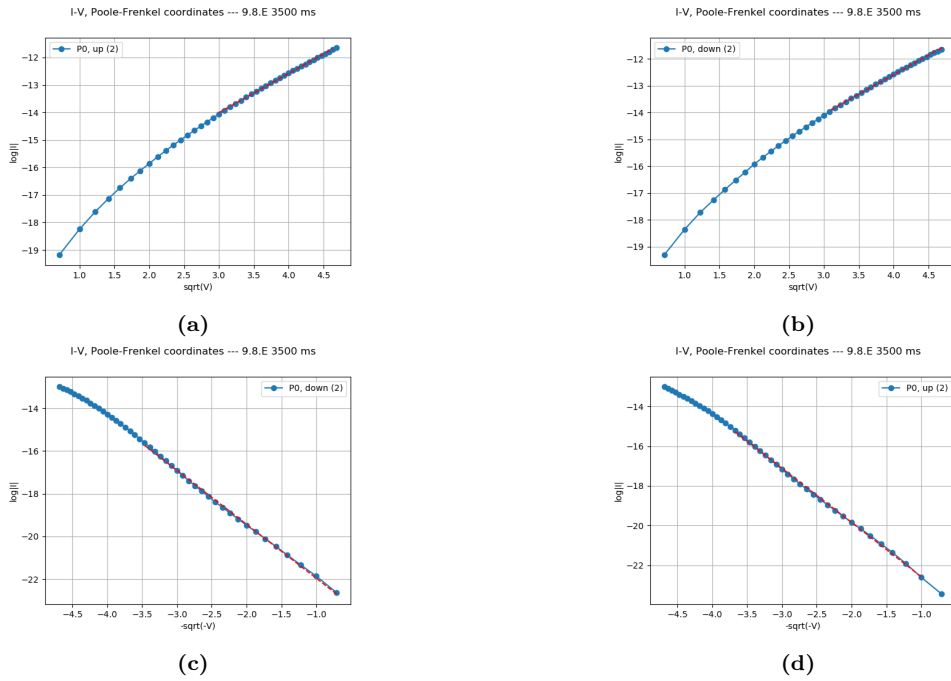 I-V, Poole-Frenkel coordinates --- 9.8.E 3500 ms
P0, up (2)
log|I|
−12
−13
−14
−15
−16
−17
−18
−19
1.0 1.5 2.0 2.5 3.0 3.5 4.0 4.5
sqrt(V)
(a)
I-V, Poole-Frenkel coordinates --- 9.8.E 3500 ms
P0, down (2)
log|I|
−12
−13
−14
−15
−16
−17
−18
−19
1.0 1.5 2.0 2.5 3.0 3.5 4.0 4.5
sqrt(V)
(b)
I-V, Poole-Frenkel coordinates --- 9.8.E 3500 ms
P0, down (2)
log|I|
−14
−16
−18
−20
−22
−4.5 −4.0 −3.5 −3.0 −2.5 −2.0 −1.5 −1.0
-sqrt(-V)
(c)
I-V, Poole-Frenkel coordinates --- 9.8.E 3500 ms
P0, up (2)
log|I|
−14
−16
−18
−20
−22
−4.5 −4.0 −3.5 −3.0 −2.5 −2.0 −1.5 −1.0
-sqrt(-V)
(d)